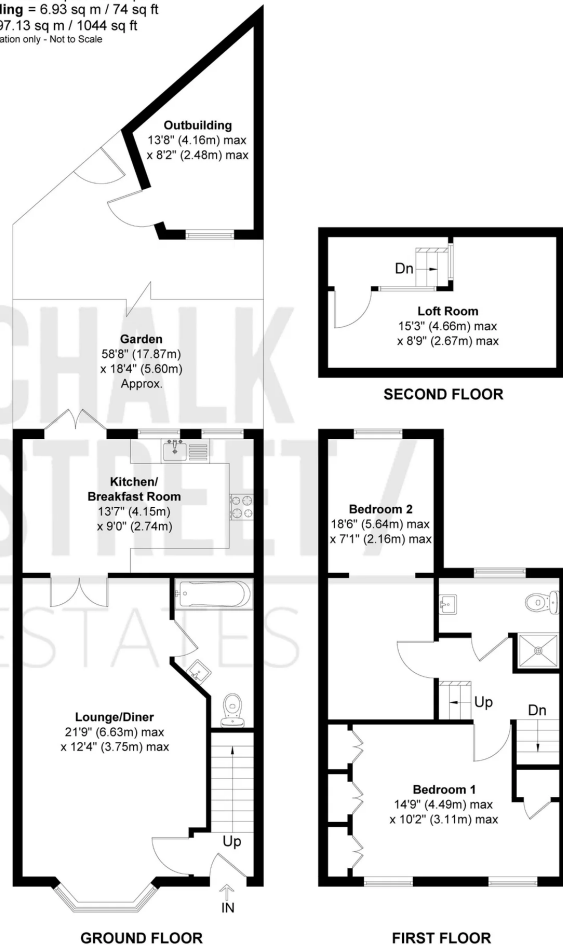 ding = 6.93 sq m / 74 sq ft
97.13 sq m / 1044 sq ft
ation only - Not to Scale
Outbuilding
13'8" (4.16m) max
x 8'2" (2.48m) max
Dn
Loft Room
15'3" (4.66m) max
x 8'9" (2.67m) max
SECOND FLOOR
Garden
58'8" (17.87m)
x 18'4" (5.60m)
Approx.
CHALK
STREET /
ESTATES
Kitchen/
Breakfast Room
13'7" (4.15m)
x 9'0" (2.74m)
Bedroom 2
18'6" (5.64m) max
x 7'1" (2.16m) max
Lounge/Diner
21'9" (6.63m) max
x 12'4" (3.75m) max
Up
Dn
Bedroom 1
14'9" (4.49m) max
x 10'2" (3.11m) max
Up
IN
GROUND FLOOR
FIRST FLOOR